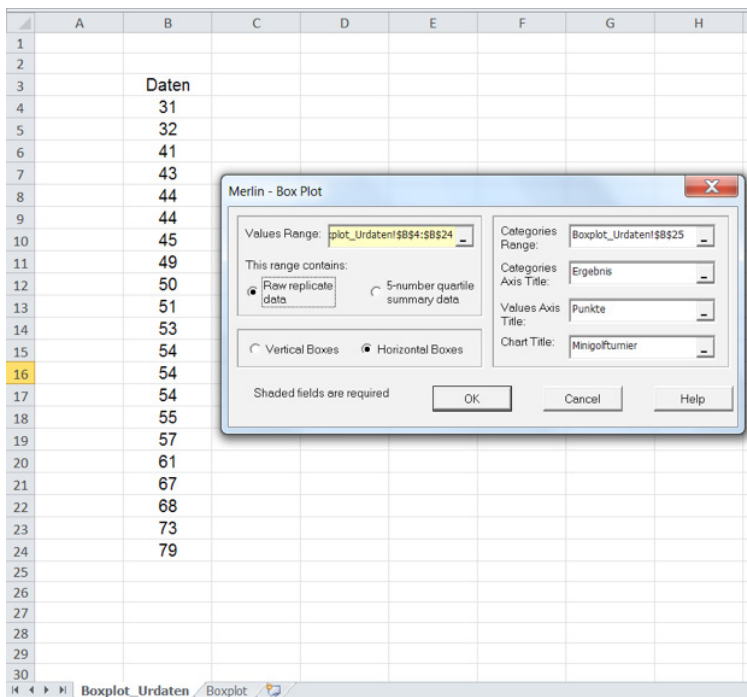 A B C D E F G H
1
2
3 Daten
4 31
5 32
6 41
7 43
8 44
9 44
10 45
11 49
12 50
13 51
14 53
15 54
16 54
17 54
18 55
19 57
20 61
21 67
22 68
23 73
24 79
25
26
27
28
29
30
Merlin - Box Plot
Values Range: plot_Urdaten!$B$4:$B$24
This range contains:
Raw replicate
data
5-number quartile
summary data
Vertical Boxes Horizontal Boxes
Categories
Range:
Boxplot_Urdaten!$B$25
Categories
Axis Title:
Ergebnis
Values Axis
Title:
Punkte
Chart Title: Minigolfturnier
Shaded fields are required OK Cancel Help
Boxplot_Urdaten Boxplot